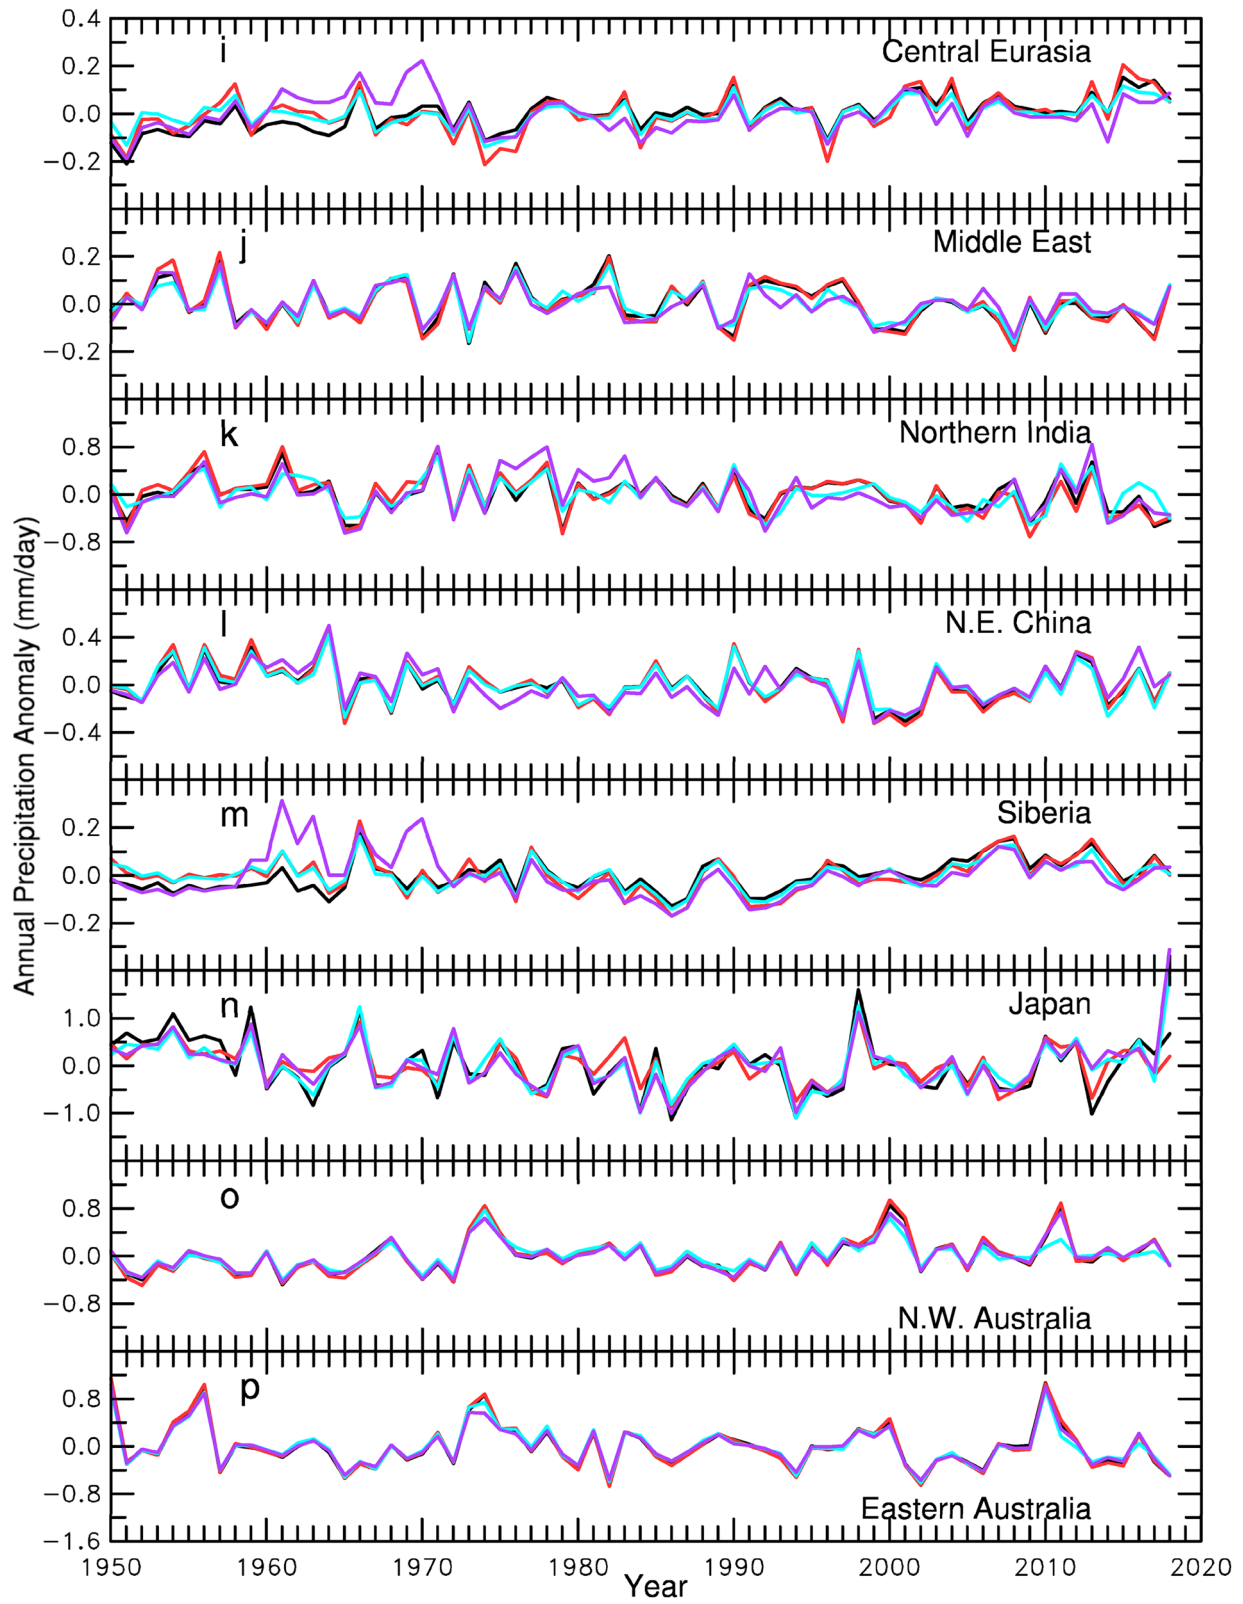 0.4
i
Central Eurasia
0.2
0.0
−0.2
j
Middle East
0.2
0.0
−0.2
k
Northern India
0.8
0.0
−0.8
l
N.E. China
0.4
0.0
−0.4
m
Siberia
0.2
0.0
−0.2
n
Japan
1.0
0.0
−1.0
o
0.8
0.0
−0.8
N.W. Australia
p
0.8
0.0
−0.8
Eastern Australia
−1.6
1950 1960 1970 1980 1990 2000 2010 2020
Year
Annual Precipitation Anomaly (mm/day)